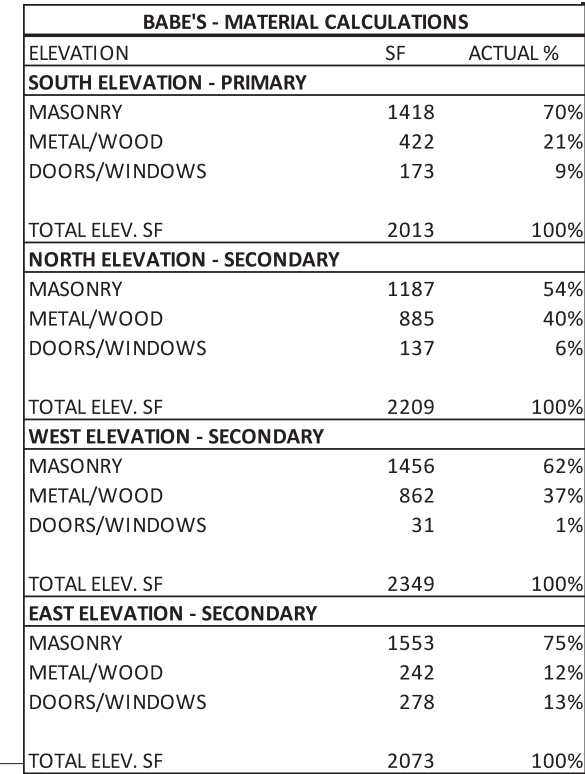 BABE'S - MATERIAL CALCULATIONS
ELEVATION SF ACTUAL %
SOUTH ELEVATION - PRIMARY
MASONRY 1418 70%
METAL/WOOD 422 21%
DOORS/WINDOWS 173 9%
TOTAL ELEV. SF 2013 100%
NORTH ELEVATION - SECONDARY
MASONRY 1187 54%
METAL/WOOD 885 40%
DOORS/WINDOWS 137 6%
TOTAL ELEV. SF 2209 100%
WEST ELEVATION - SECONDARY
MASONRY 1456 62%
METAL/WOOD 862 37%
DOORS/WINDOWS 31 1%
TOTAL ELEV. SF 2349 100%
EAST ELEVATION - SECONDARY
MASONRY 1553 75%
METAL/WOOD 242 12%
DOORS/WINDOWS 278 13%
TOTAL ELEV. SF 2073 100%